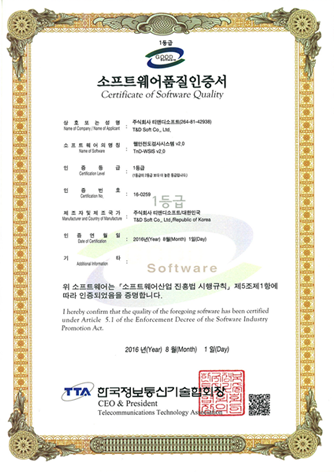 1등급
GOOD
소프트웨어품질인증서
Certificate of Software Quality
상 호 또 는 성 명
Name of Company / Name of Applicant
: 주식회사 티앤디소프트(264-81-42938)
T&D Soft Co., Ltd,
소 프 트 웨 어 의 명 칭
Name of Software
: 웹안전도검사시스템 v2.0
TnD-WSIS v2.0
인 증 등 급
Certification Level
: 1등급
인 증 번 호
Certification No.
: 16-0259
1등급
제 조 자 및 제 조 국 가
Manufacturer and Country of Manufacture
: 주식회사 티앤디소프트/대한민국
T&D Soft Co., Ltd,/Republic of Korea
인 증 연 월 일
Date of Certification
: 2016년(Year) 8월(Month) 1일(Day)
기 타
Additional Information
:
Software
위 소프트웨어는 「소프트웨어산업 진흥법 시행규칙」 제5조제1항에
따라 인증되었음을 증명합니다.
I hereby confirm that the quality of the foregoing software has been certified
under Article 5.1 of the Enforcement Decree of the Software Industry
Promotion Act.
2016 년(Year) 8 월(Month) 1 일(Day)
TTA 한국정보통신기술협회장
CEO & President
Telecommunications Technology Association